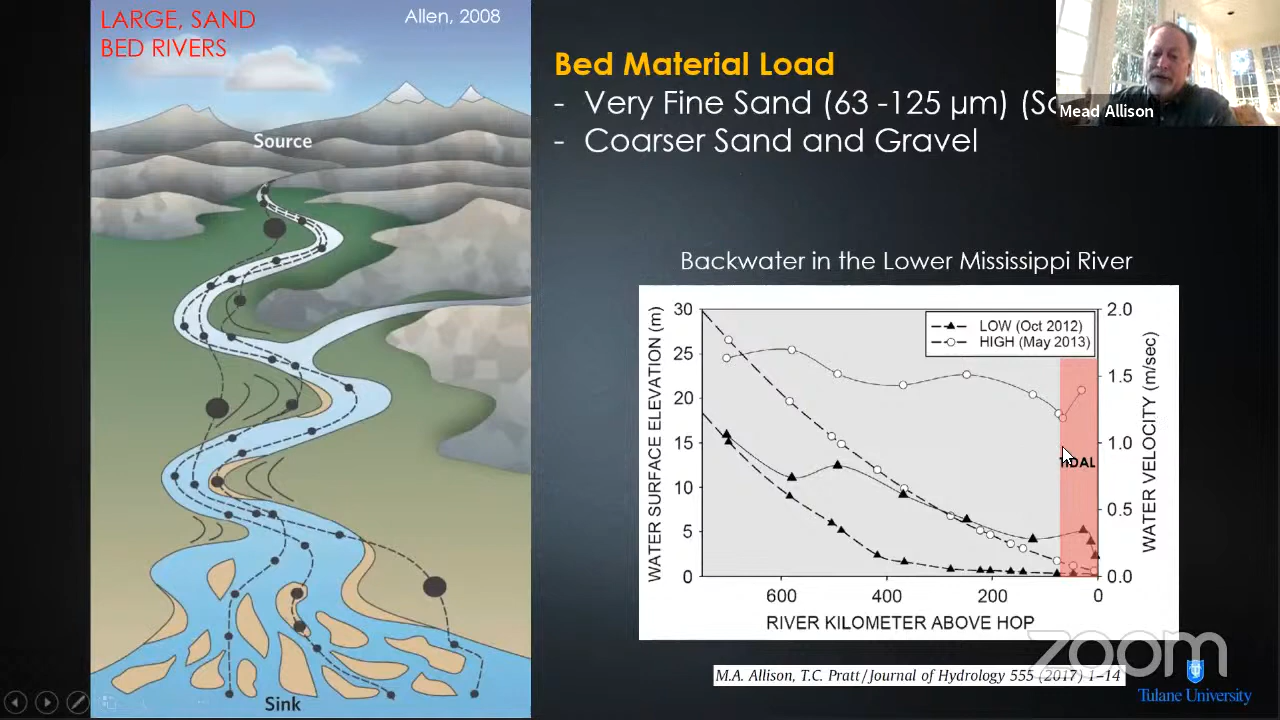 LARGE, SAND
BED RIVERS
Allen, 2008
Source
Sink
Bed Material Load
- Very Fine Sand (63 -125 µm)
- Coarser Sand and Gravel
Mead Allison
Backwater in the Lower Mississippi River
WATER SURFACE ELEVATION (m)
30
25
20
15
10
5
0
LOW (Oct 2012)
HIGH (May 2013)
TIDAL
2.0
1.5
1.0
0.5
0.0
WATER VELOCITY (m/sec)
600 400 200 0
RIVER KILOMETER ABOVE HOP
M.A. Allison, T.C. Pratt/Journal of Hydrology 555 (2017) 1–14
zoom
Tulane University